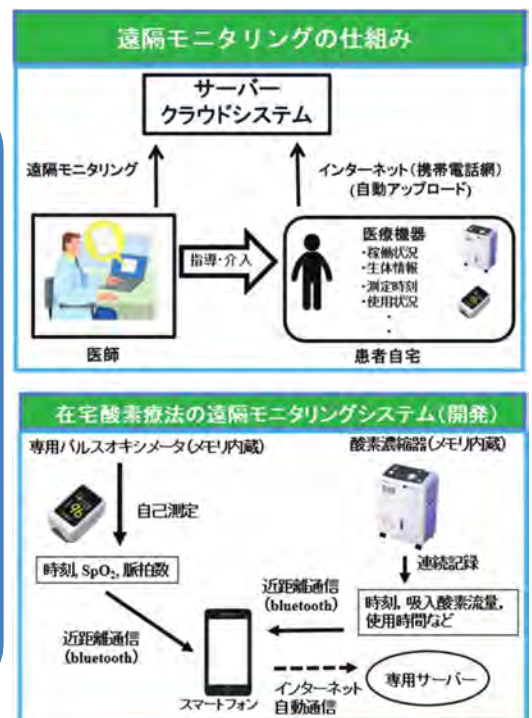 遠隔モニタリングの仕組み
サーバー
クラウドシステム
遠隔モニタリング
インターネット(携帯電話網)
(自動アップロード)
医療機器
・稼働状況
・生体情報
・測定時刻
・使用状況
・
・
指導・介入
医師
患者自宅
在宅酸素療法の遠隔モニタリングシステム(開発)
専用パルスオキシメータ(メモリ内蔵)
酸素濃縮器(メモリ内蔵)
96
自己測定
連続記録
時刻, SpO₂, 脈拍数
近距離通信
(bluetooth)
時刻, 吸入酸素流量,
使用時間など
近距離通信
(bluetooth)
スマートフォン
インターネット
自動通信
専用サーバー